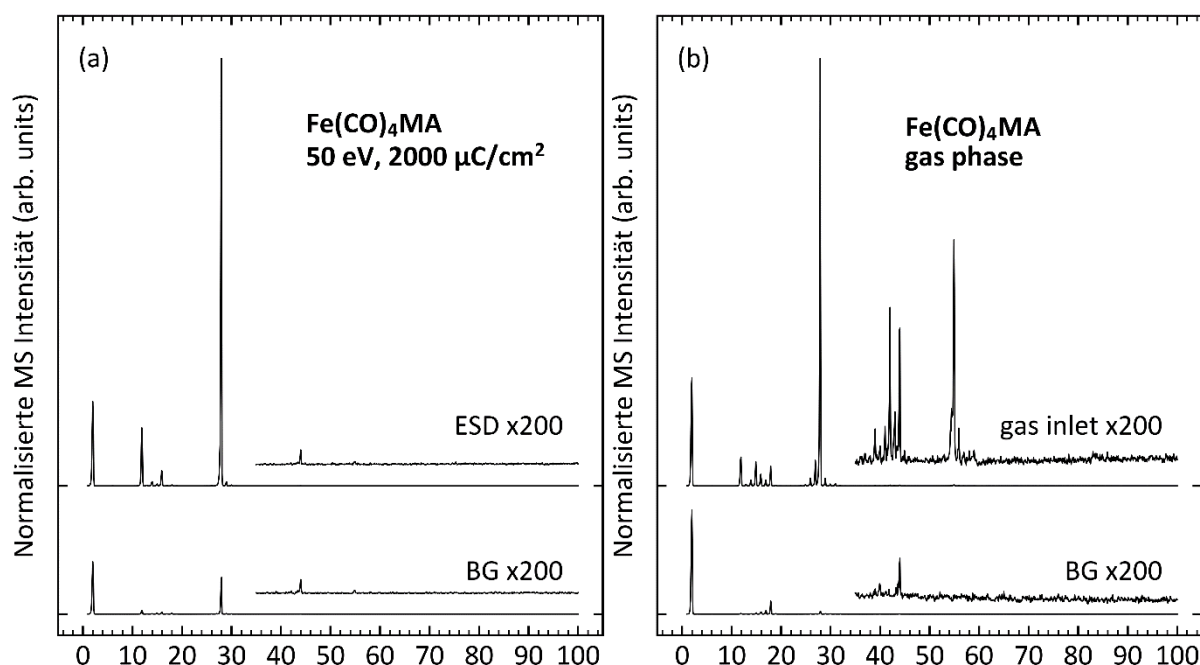 (a)
Fe(CO)₄MA
50 eV, 2000 µC/cm²
ESD x200
BG x200
Normalisierte MS Intensität (arb. units)
0 10 20 30 40 50 60 70 80 90 100
(b)
Fe(CO)₄MA
gas phase
gas inlet x200
BG x200
Normalisierte MS Intensität (arb. units)
0 10 20 30 40 50 60 70 80 90 100